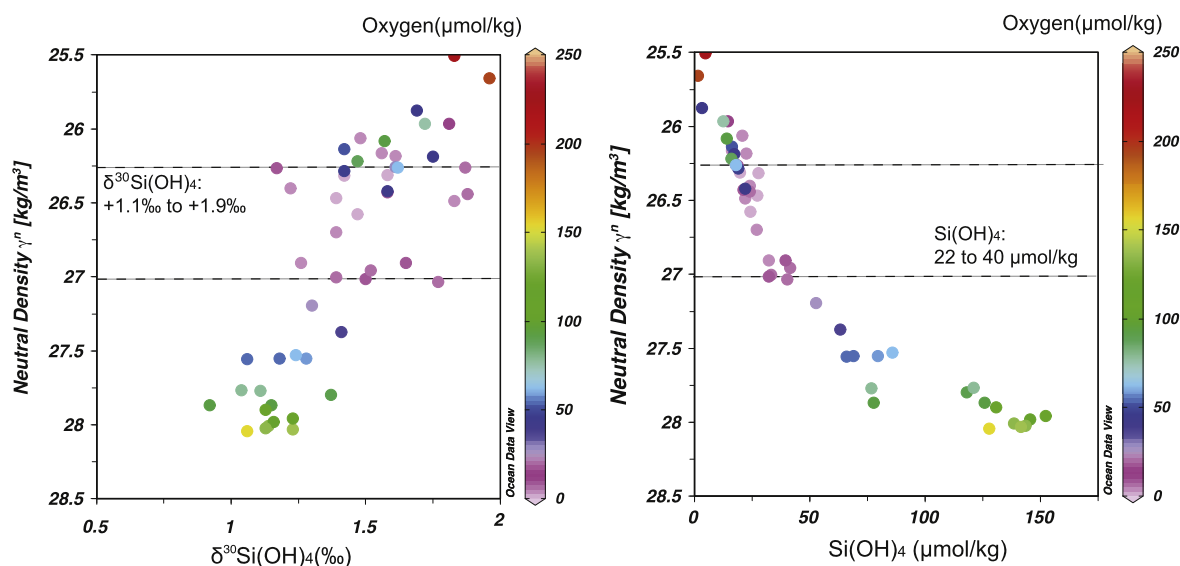 Oxygen(μmol/kg)
25.5
26
26.5
27
27.5
28
28.5
Neutral Density γⁿ [kg/m³]
δ³⁰Si(OH)₄:
+1.1‰ to +1.9‰
0.5
1
1.5
2
δ³⁰Si(OH)₄(‰)
250
200
150
100
50
0
Ocean Data View
Oxygen(μmol/kg)
25.5
26
26.5
27
27.5
28
28.5
Neutral Density γⁿ [kg/m³]
Si(OH)₄:
22 to 40 μmol/kg
0
50
100
150
Si(OH)₄ (μmol/kg)
250
200
150
100
50
0
Ocean Data View